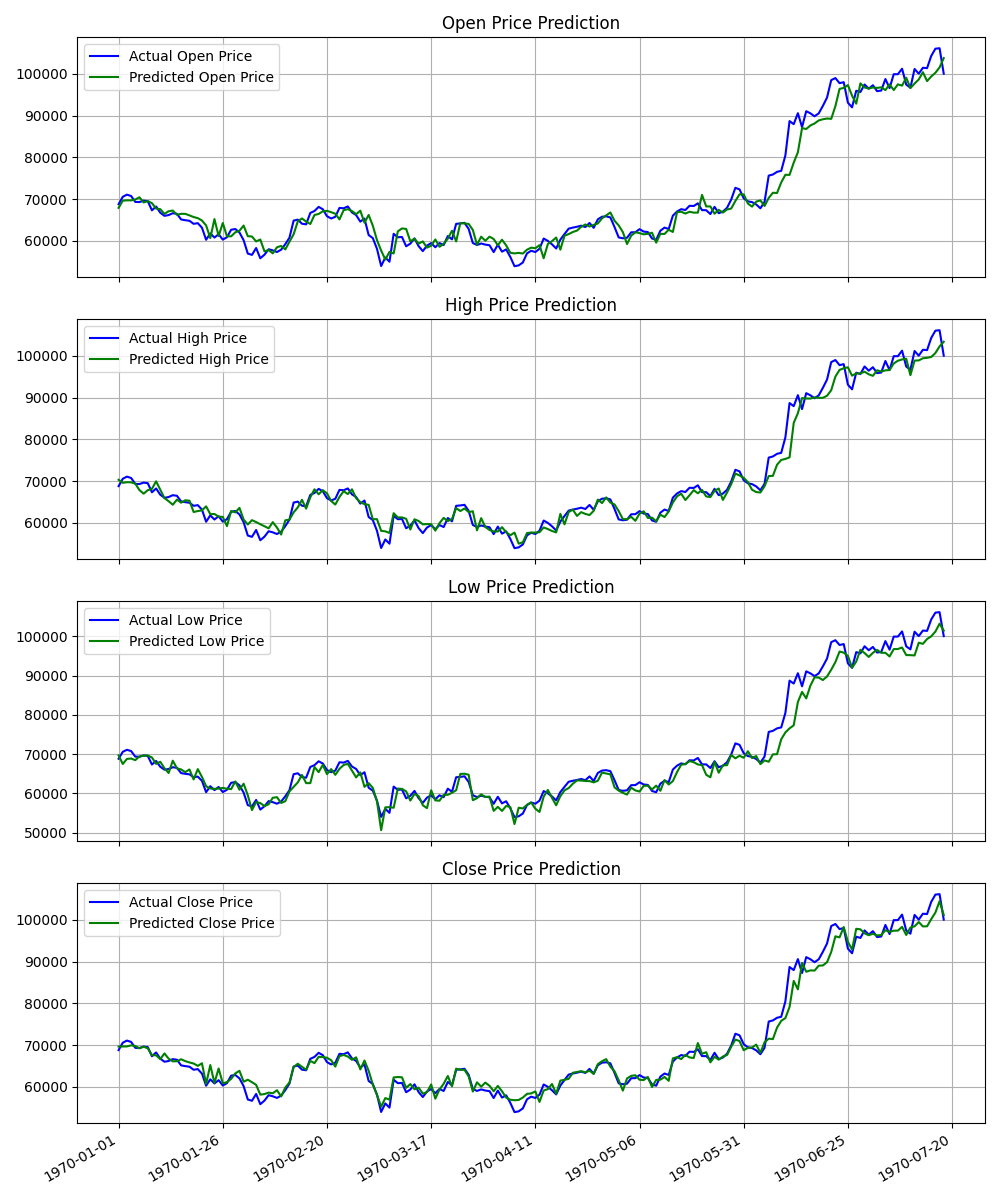 Open Price Prediction
Actual Open Price
Predicted Open Price
100000
90000
80000
70000
60000
High Price Prediction
Actual High Price
Predicted High Price
100000
90000
80000
70000
60000
Low Price Prediction
Actual Low Price
Predicted Low Price
100000
90000
80000
70000
60000
50000
Close Price Prediction
Actual Close Price
Predicted Close Price
100000
90000
80000
70000
60000
1970-01-01
1970-01-26
1970-02-20
1970-03-17
1970-04-11
1970-05-06
1970-05-31
1970-06-25
1970-07-20